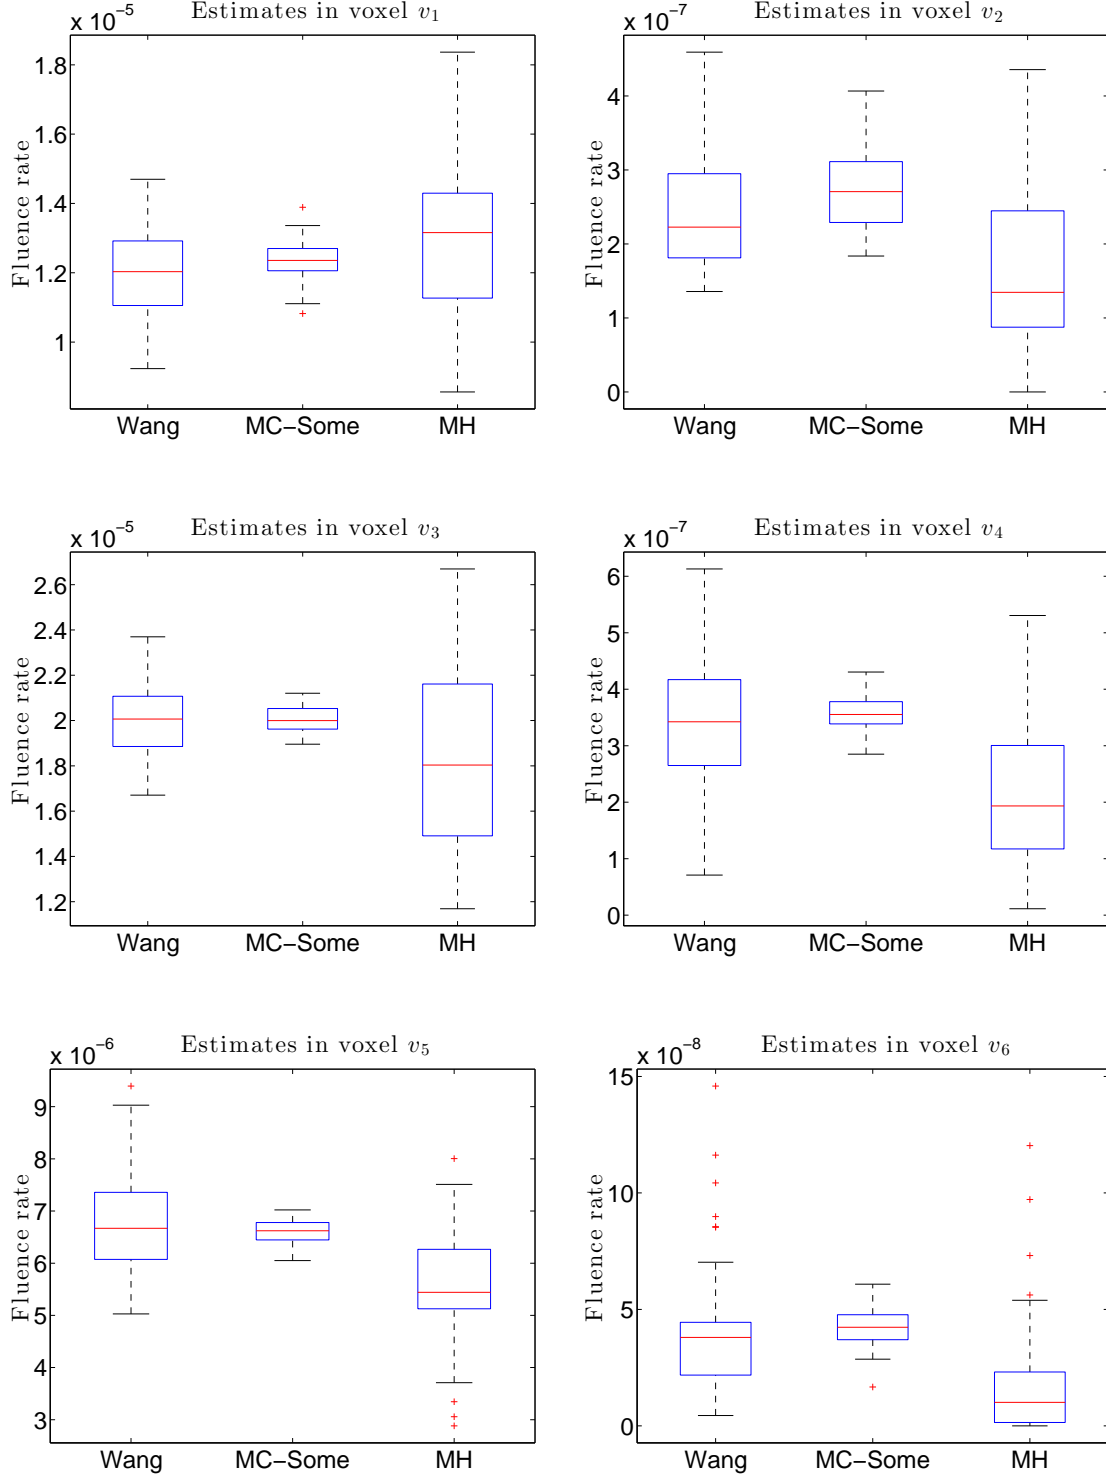 Estimates in voxel v1
x 10−5
Fluence rate
1.8
1.6
1.4
1.2
1
Wang MC−Some MH
Estimates in voxel v2
x 10−7
Fluence rate
4
3
2
1
0
Wang MC−Some MH
Estimates in voxel v3
x 10−5
Fluence rate
2.6
2.4
2.2
2
1.8
1.6
1.4
1.2
Wang MC−Some MH
Estimates in voxel v4
x 10−7
Fluence rate
6
5
4
3
2
1
0
Wang MC−Some MH
Estimates in voxel v5
x 10−6
Fluence rate
9
8
7
6
5
4
3
Wang MC−Some MH
Estimates in voxel v6
x 10−8
Fluence rate
15
10
5
0
Wang MC−Some MH